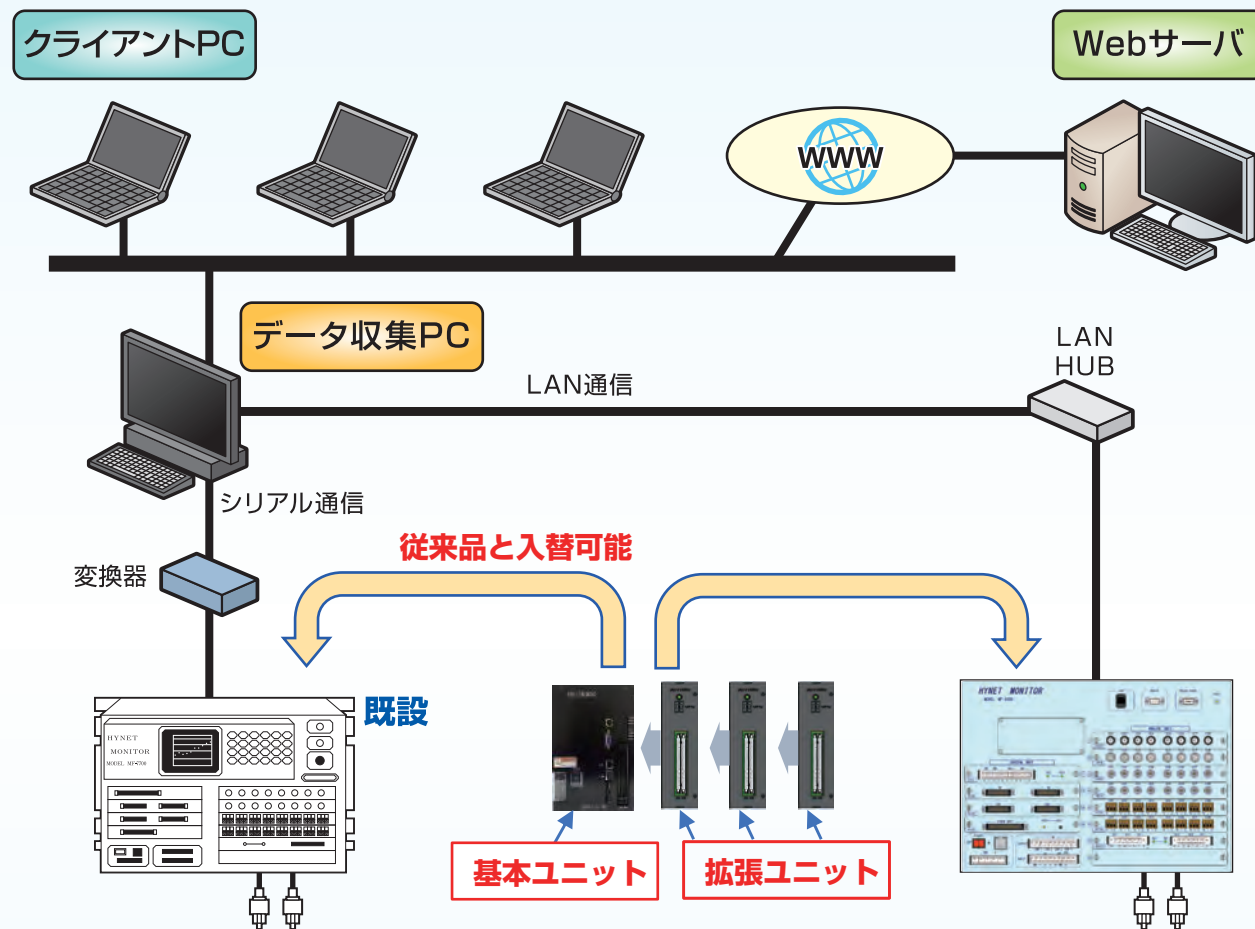 クライアントPC
Webサーバ
WWW
データ収集PC
LAN通信
LAN
HUB
シリアル通信
変換器
従来品と入替可能
既設
HYNET
MONITOR
MODEL MF-7700
HYNET MONITOR
基本ユニット
拡張ユニット